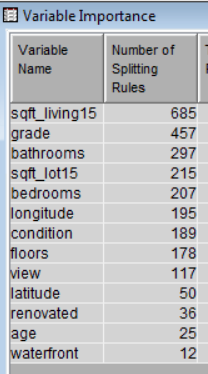 Variable Importance
Variable Name Number of Splitting Rules
sqft_living15 685
grade 457
bathrooms 297
sqft_lot15 215
bedrooms 207
longitude 195
condition 189
floors 178
view 117
latitude 50
renovated 36
age 25
waterfront 12